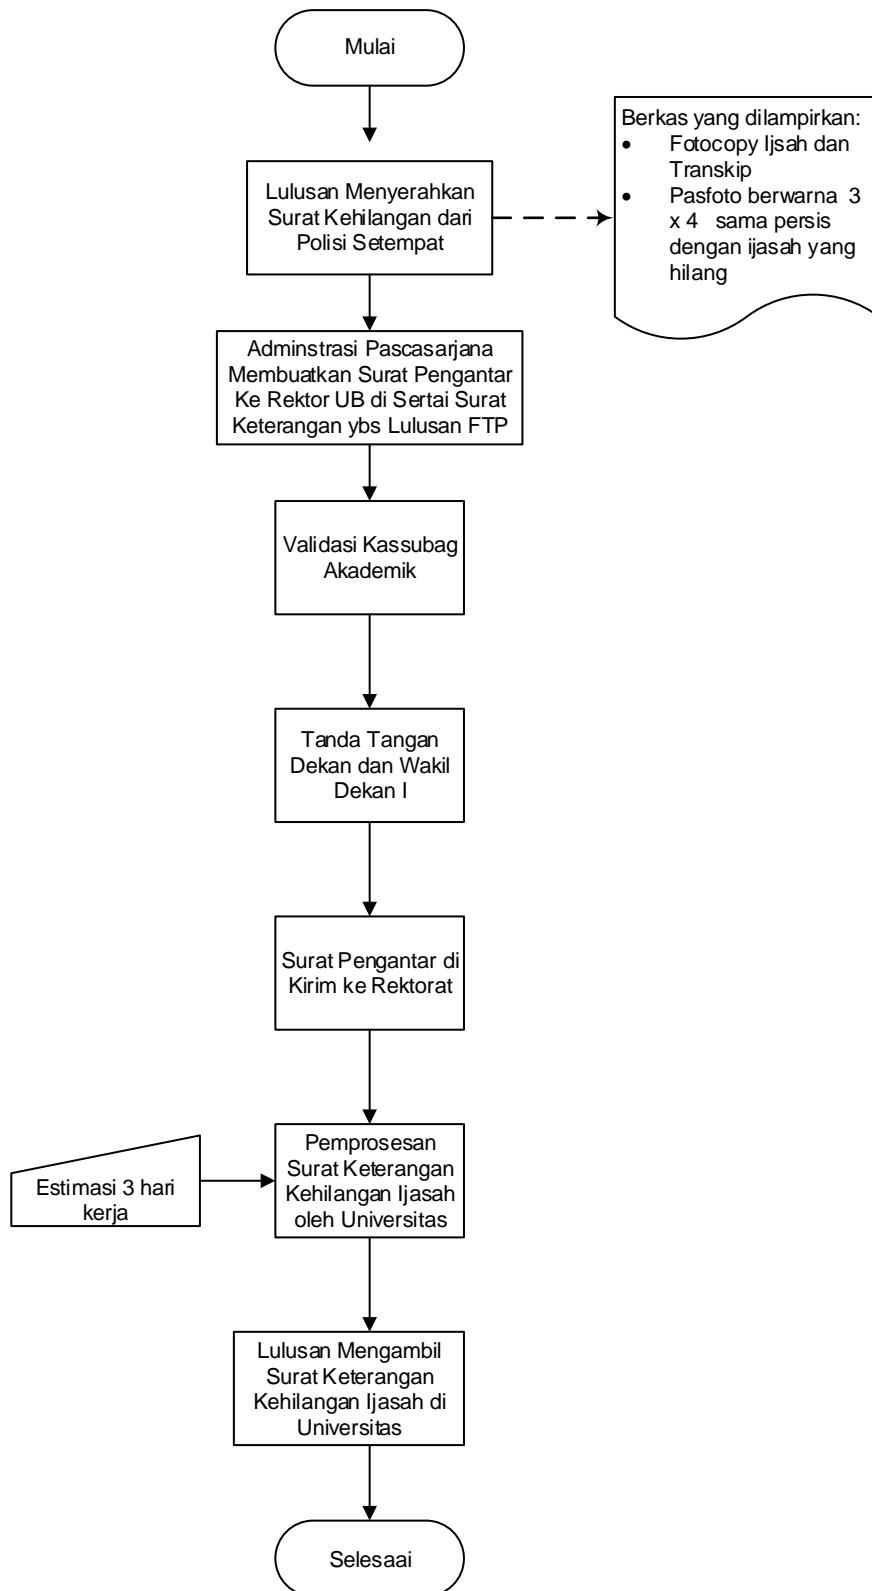 Mulai
Berkas yang dilampirkan:
• Fotocopy Ijsah dan
Transkip
• Pasfoto berwarna 3
x 4 sama persis
dengan ijasah yang
hilang
Lulusan Menyerahkan
Surat Kehilangan dari
Polisi Setempat
Adminstrasi Pascasarjana
Membuatkan Surat Pengantar
Ke Rektor UB di Sertai Surat
Keterangan ybs Lulusan FTP
Validasi Kassubag
Akademik
Tanda Tangan
Dekan dan Wakil
Dekan I
Surat Pengantar di
Kirim ke Rektorat
Estimasi 3 hari
kerja
Pemprosesan
Surat Keterangan
Kehilangan Ijasah
oleh Universitas
Lulusan Mengambil
Surat Keterangan
Kehilangan Ijasah di
Universitas
Selesaai